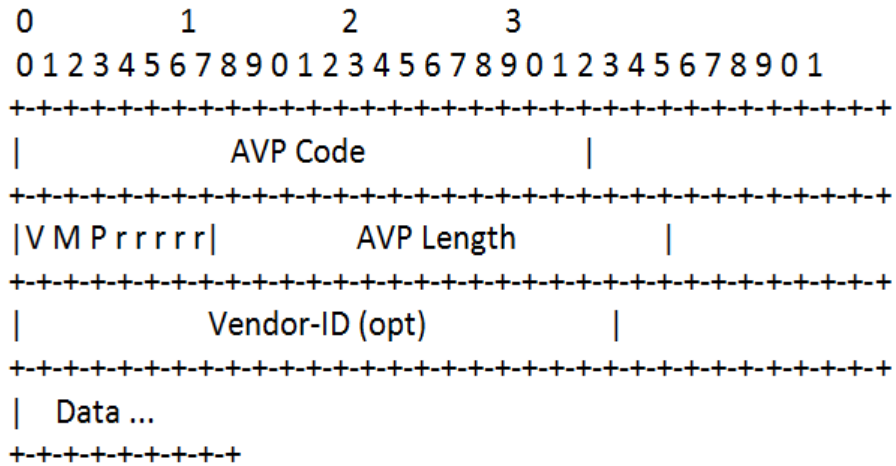 0 1 2 3
0 1 2 3 4 5 6 7 8 9 0 1 2 3 4 5 6 7 8 9 0 1 2 3 4 5 6 7 8 9 0 1
+-+-+-+-+-+-+-+-+-+-+-+-+-+-+-+-+-+-+-+-+-+-+-+-+-+-+-+-+-+-+-+-+
| AVP Code |
+-+-+-+-+-+-+-+-+-+-+-+-+-+-+-+-+-+-+-+-+-+-+-+-+-+-+-+-+-+-+-+-+
|V M P r r r r r| AVP Length |
+-+-+-+-+-+-+-+-+-+-+-+-+-+-+-+-+-+-+-+-+-+-+-+-+-+-+-+-+-+-+-+-+
| Vendor-ID (opt) |
+-+-+-+-+-+-+-+-+-+-+-+-+-+-+-+-+-+-+-+-+-+-+-+-+-+-+-+-+-+-+-+-+
| Data ...
+-+-+-+-+-+-+-+-+